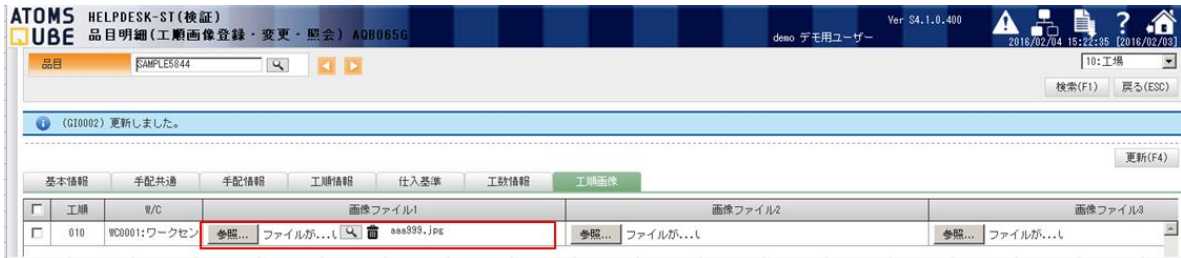 ATOMS HELPDESK-ST(検証)
QUBE 品目明細(工順画像登録・変更・照会) AQB065G
demo デモ用ユーザー
Ver S4.1.0.400
2016/02/04 15:22:35 [2016/02/03]
品目 SAMPLE5844
10:工場
検索(F1) 戻る(ESC)
(GI0002) 更新しました。
更新(F4)
基本情報 手配共通 手配情報 工順情報 仕入基準 工数情報 工順画像
工順 W/C 画像ファイル1 画像ファイル2 画像ファイル3
010 WC0001:ワークセン 参照... ファイルが...し aaa999.jpg 参照... ファイルが...し 参照... ファイルが...し